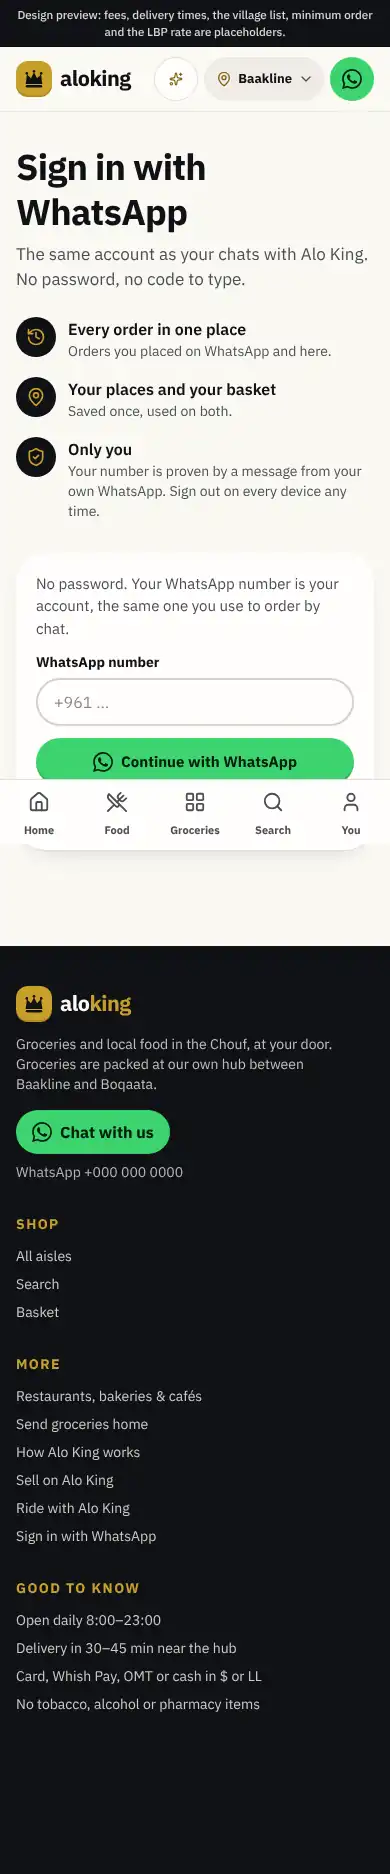 Design preview: fees, delivery times, the village list, minimum order
and the LBP rate are placeholders.
aloking
Baakline
Sign in with
WhatsApp
The same account as your chats with Alo King.
No password, no code to type.
Every order in one place
Orders you placed on WhatsApp and here.
Your places and your basket
Saved once, used on both.
Only you
Your number is proven by a message from your
own WhatsApp. Sign out on every device any
time.
No password. Your WhatsApp number is your
account, the same one you use to order by
chat.
WhatsApp number
+961 ...
Continue with WhatsApp
Home
Food
Groceries
Search
You
aloking
Groceries and local food in the Chouf, at your door.
Groceries are packed at our own hub between
Baakline and Boqaata.
Chat with us
WhatsApp +000 000 0000
SHOP
All aisles
Search
Basket
MORE
Restaurants, bakeries & cafés
Send groceries home
How Alo King works
Sell on Alo King
Ride with Alo King
Sign in with WhatsApp
GOOD TO KNOW
Open daily 8:00–23:00
Delivery in 30–45 min near the hub
Card, Whish Pay, OMT or cash in $ or LL
No tobacco, alcohol or pharmacy items